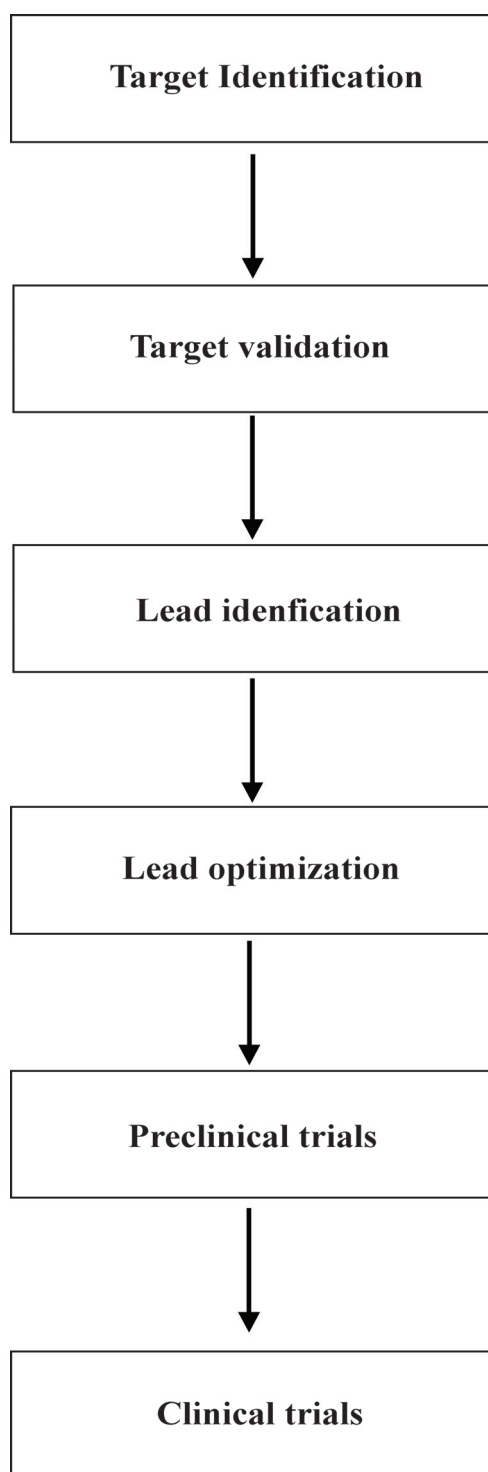 Target Identification
Target validation
Lead idenfication
Lead optimization
Preclinical trials
Clinical trials